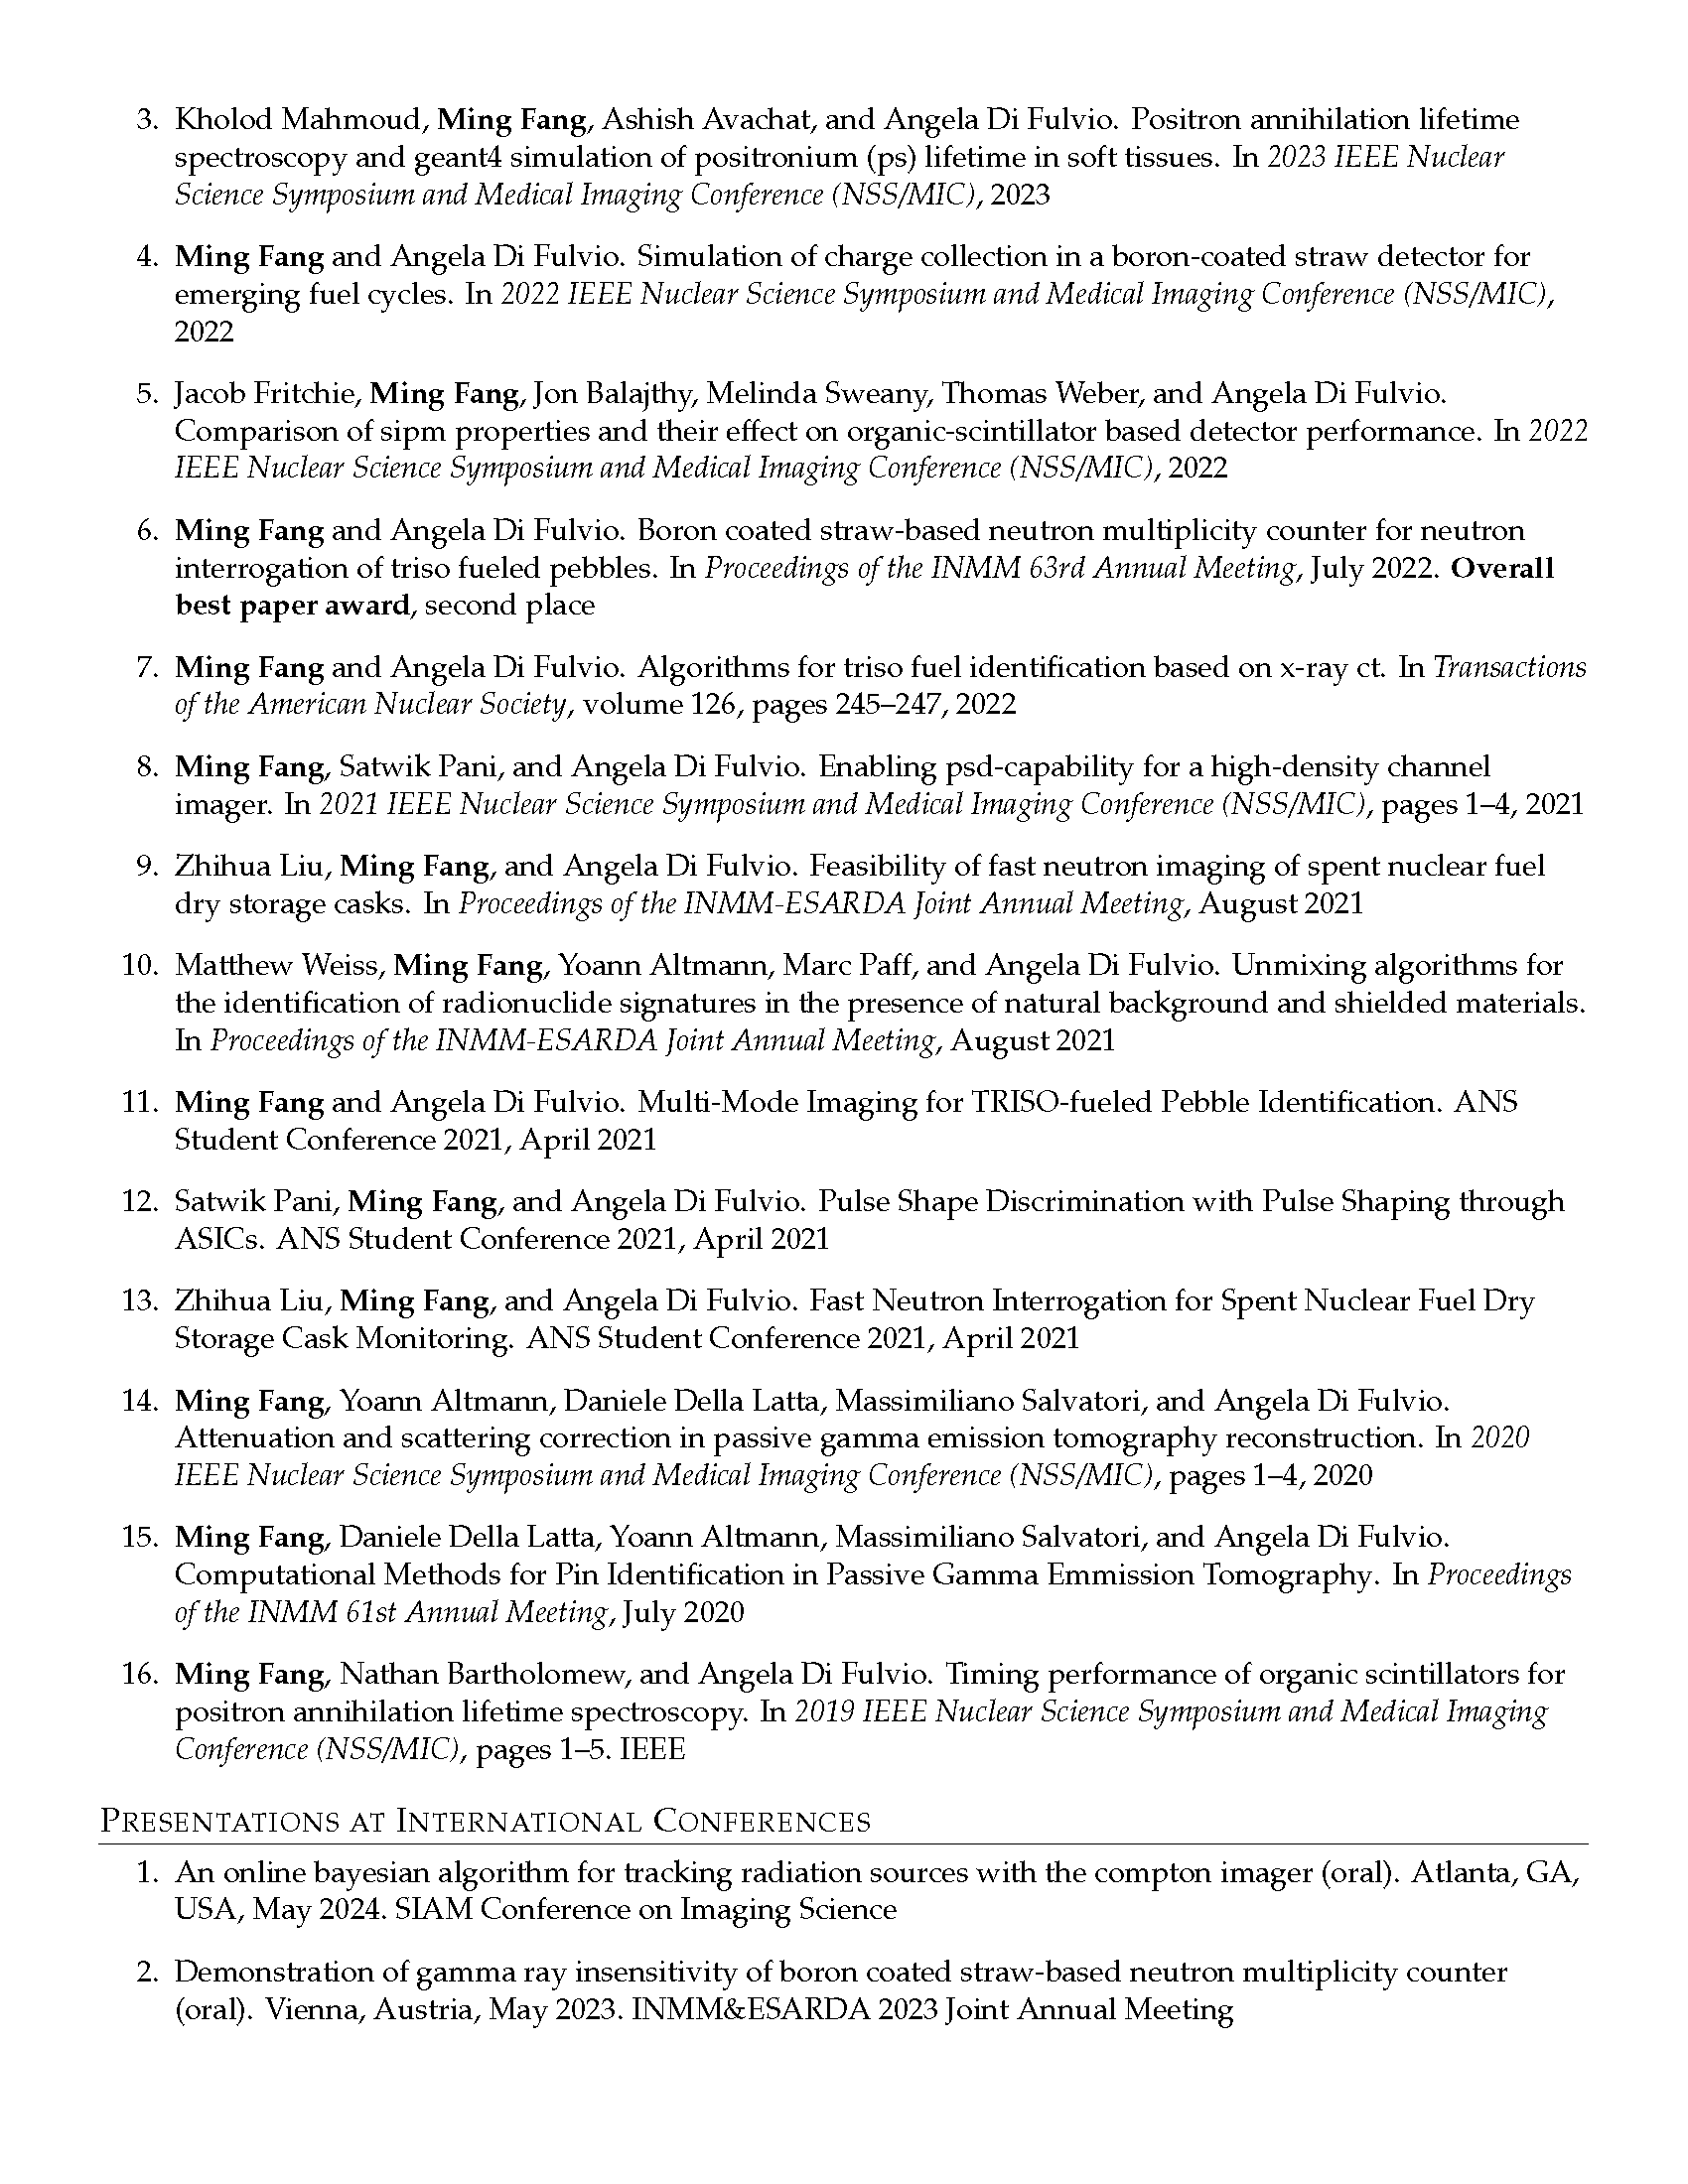 3. Kholod Mahmoud, Ming Fang, Ashish Avachat, and Angela Di Fulvio. Positron annihilation lifetime
spectroscopy and geant4 simulation of positronium (ps) lifetime in soft tissues. In 2023 IEEE Nuclear
Science Symposium and Medical Imaging Conference (NSS/MIC), 2023
4. Ming Fang and Angela Di Fulvio. Simulation of charge collection in a boron-coated straw detector for
emerging fuel cycles. In 2022 IEEE Nuclear Science Symposium and Medical Imaging Conference (NSS/MIC),
2022
5. Jacob Fritchie, Ming Fang, Jon Balajthy, Melinda Sweany, Thomas Weber, and Angela Di Fulvio.
Comparison of sipm properties and their effect on organic-scintillator based detector performance. In 2022
IEEE Nuclear Science Symposium and Medical Imaging Conference (NSS/MIC), 2022
6. Ming Fang and Angela Di Fulvio. Boron coated straw-based neutron multiplicity counter for neutron
interrogation of triso fueled pebbles. In Proceedings of the INMM 63rd Annual Meeting, July 2022. Overall
best paper award, second place
7. Ming Fang and Angela Di Fulvio. Algorithms for triso fuel identification based on x-ray ct. In Transactions
of the American Nuclear Society, volume 126, pages 245–247, 2022
8. Ming Fang, Satwik Pani, and Angela Di Fulvio. Enabling psd-capability for a high-density channel
imager. In 2021 IEEE Nuclear Science Symposium and Medical Imaging Conference (NSS/MIC), pages 1–4, 2021
9. Zhihua Liu, Ming Fang, and Angela Di Fulvio. Feasibility of fast neutron imaging of spent nuclear fuel
dry storage casks. In Proceedings of the INMM-ESARDA Joint Annual Meeting, August 2021
10. Matthew Weiss, Ming Fang, Yoann Altmann, Marc Paff, and Angela Di Fulvio. Unmixing algorithms for
the identification of radionuclide signatures in the presence of natural background and shielded materials.
In Proceedings of the INMM-ESARDA Joint Annual Meeting, August 2021
11. Ming Fang and Angela Di Fulvio. Multi-Mode Imaging for TRISO-fueled Pebble Identification. ANS
Student Conference 2021, April 2021
12. Satwik Pani, Ming Fang, and Angela Di Fulvio. Pulse Shape Discrimination with Pulse Shaping through
ASICs. ANS Student Conference 2021, April 2021
13. Zhihua Liu, Ming Fang, and Angela Di Fulvio. Fast Neutron Interrogation for Spent Nuclear Fuel Dry
Storage Cask Monitoring. ANS Student Conference 2021, April 2021
14. Ming Fang, Yoann Altmann, Daniele Della Latta, Massimiliano Salvatori, and Angela Di Fulvio.
Attenuation and scattering correction in passive gamma emission tomography reconstruction. In 2020
IEEE Nuclear Science Symposium and Medical Imaging Conference (NSS/MIC), pages 1–4, 2020
15. Ming Fang, Daniele Della Latta, Yoann Altmann, Massimiliano Salvatori, and Angela Di Fulvio.
Computational Methods for Pin Identification in Passive Gamma Emmission Tomography. In Proceedings
of the INMM 61st Annual Meeting, July 2020
16. Ming Fang, Nathan Bartholomew, and Angela Di Fulvio. Timing performance of organic scintillators for
positron annihilation lifetime spectroscopy. In 2019 IEEE Nuclear Science Symposium and Medical Imaging
Conference (NSS/MIC), pages 1–5. IEEE
Presentations at International Conferences
1. An online bayesian algorithm for tracking radiation sources with the compton imager (oral). Atlanta, GA,
USA, May 2024. SIAM Conference on Imaging Science
2. Demonstration of gamma ray insensitivity of boron coated straw-based neutron multiplicity counter
(oral). Vienna, Austria, May 2023. INMM&ESARDA 2023 Joint Annual Meeting